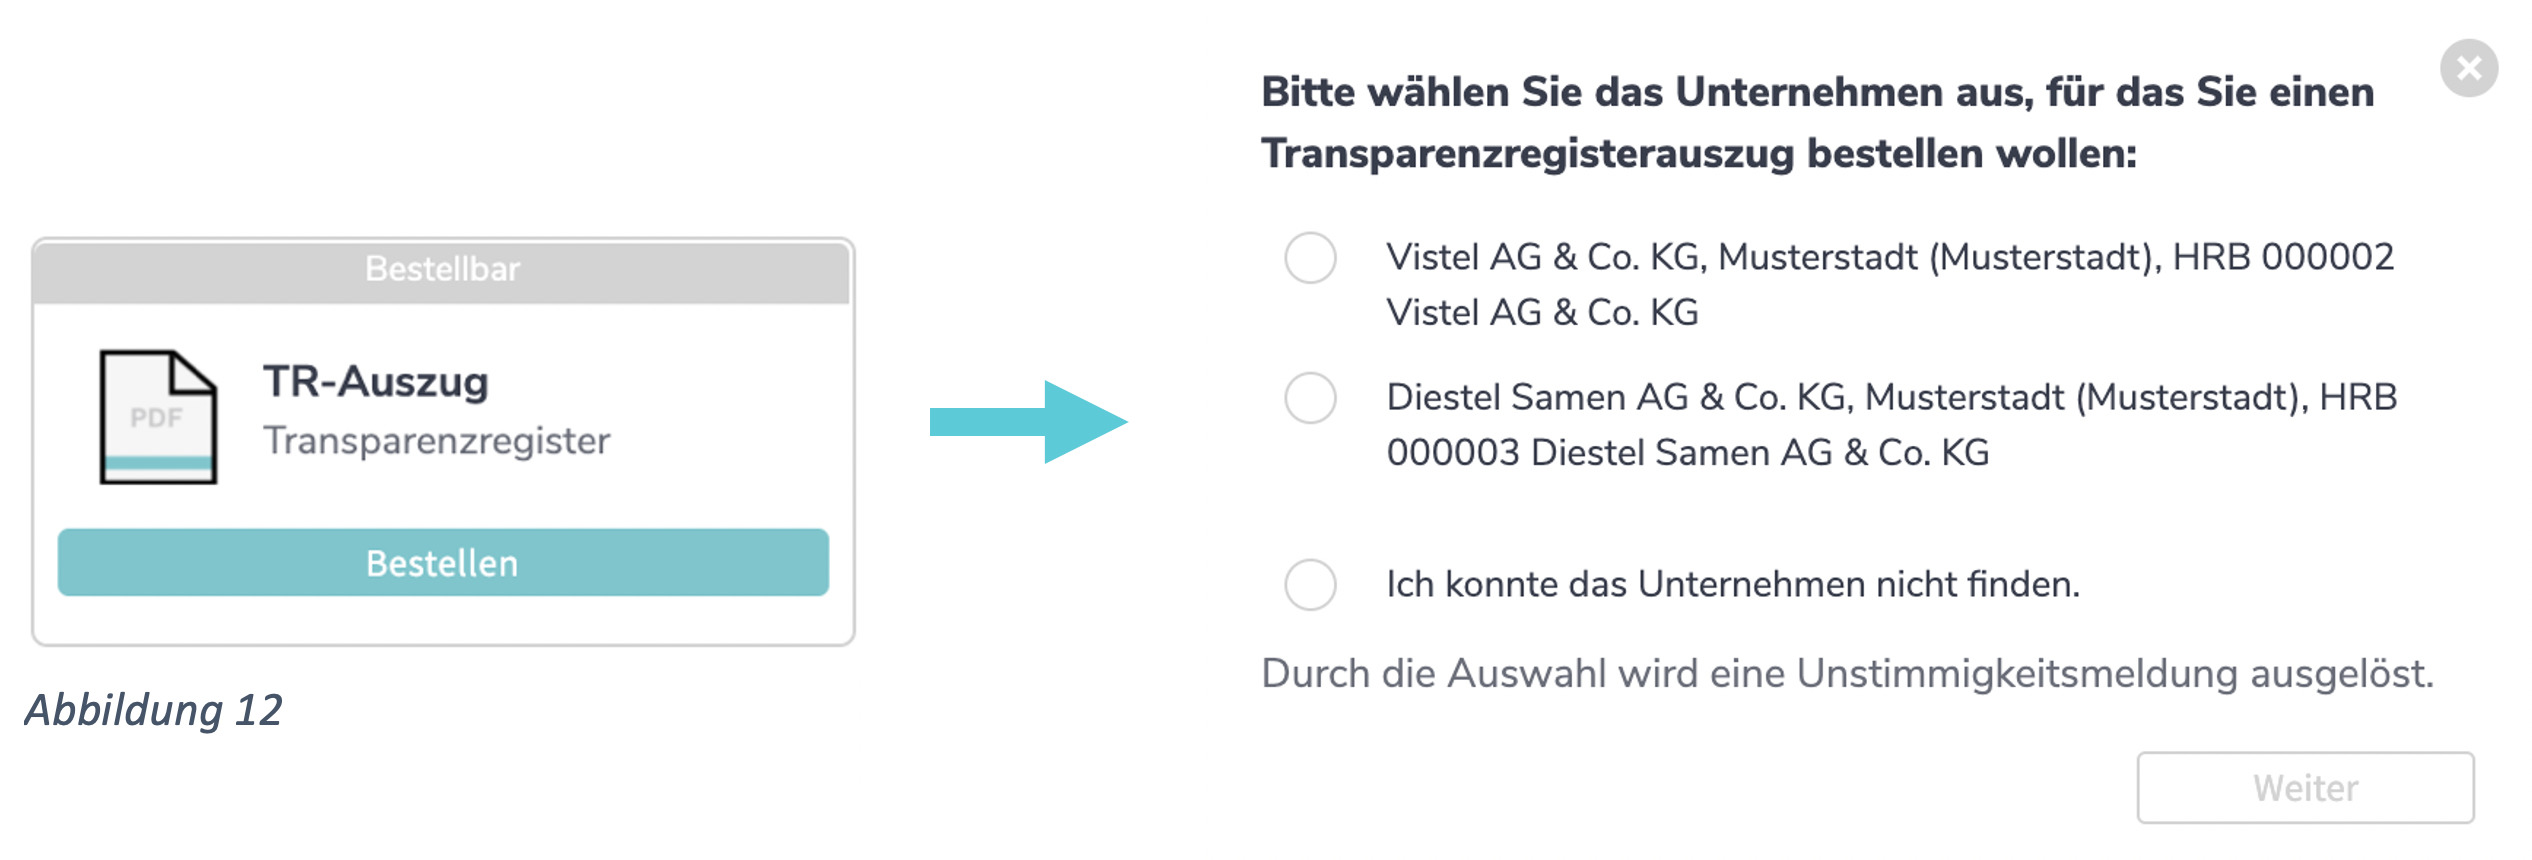 Bestellbar
PDF
TR-Auszug
Transparenzregister
Bestellen
Abbildung 12
Bitte wählen Sie das Unternehmen aus, für das Sie einen
Transparenzregisterauszug bestellen wollen:
Vistel AG & Co. KG, Musterstadt (Musterstadt), HRB 000002
Vistel AG & Co. KG
Diestel Samen AG & Co. KG, Musterstadt (Musterstadt), HRB
000003 Diestel Samen AG & Co. KG
Ich konnte das Unternehmen nicht finden.
Durch die Auswahl wird eine Unstimmigkeitsmeldung ausgelöst.
Weiter